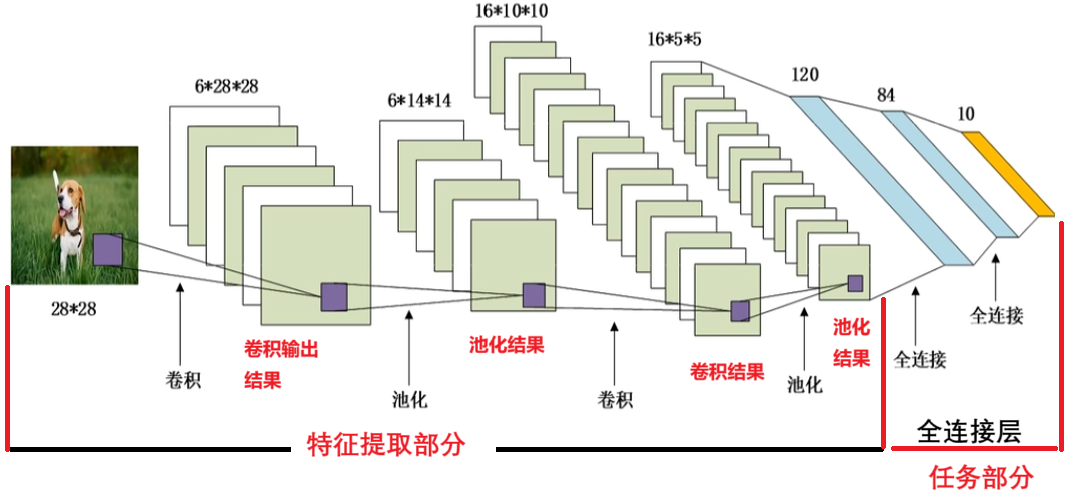 16*10*10
16*5*5
6*28*28
6*14*14
120
84
10
28*28
卷积
卷积输出
结果
池化
池化结果
卷积
卷积结果
池化
池化
结果
全连接
全连接
特征提取部分
全连接层
任务部分